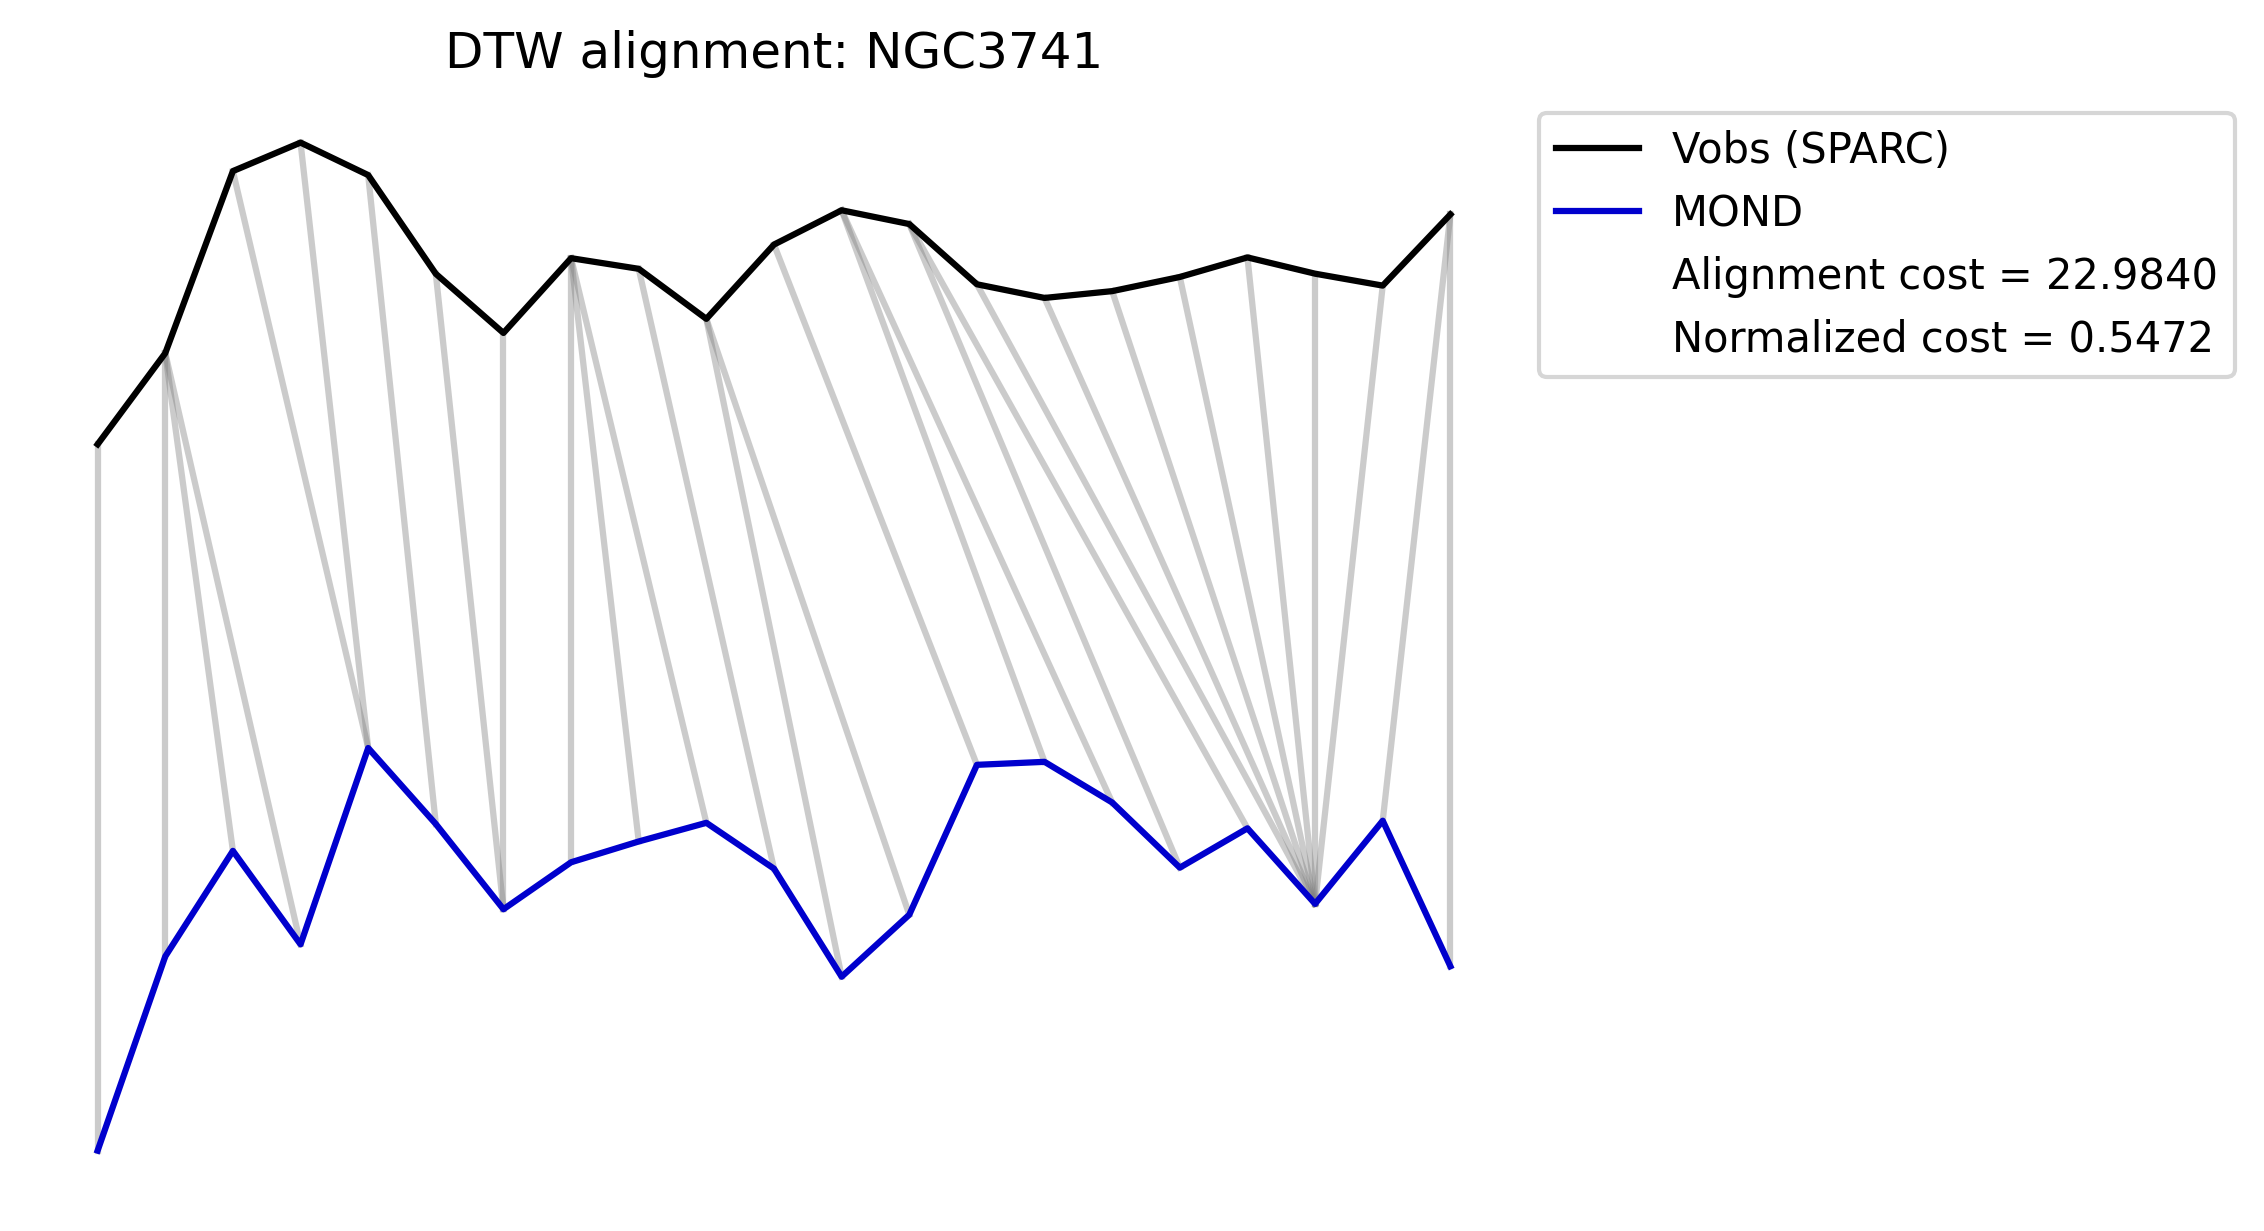 DTW alignment: NGC3741
Vobs (SPARC)
MOND
Alignment cost = 22.9840
Normalized cost = 0.5472